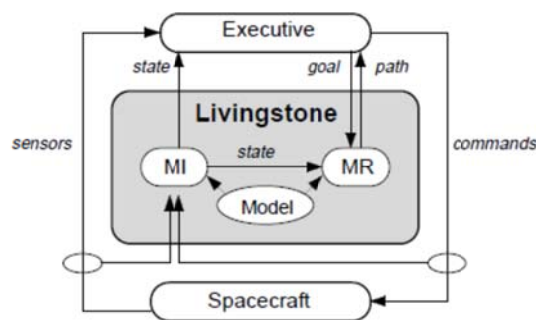 Executive
state
goal
path
Livingstone
sensors
state
commands
MI
MR
Model
Spacecraft